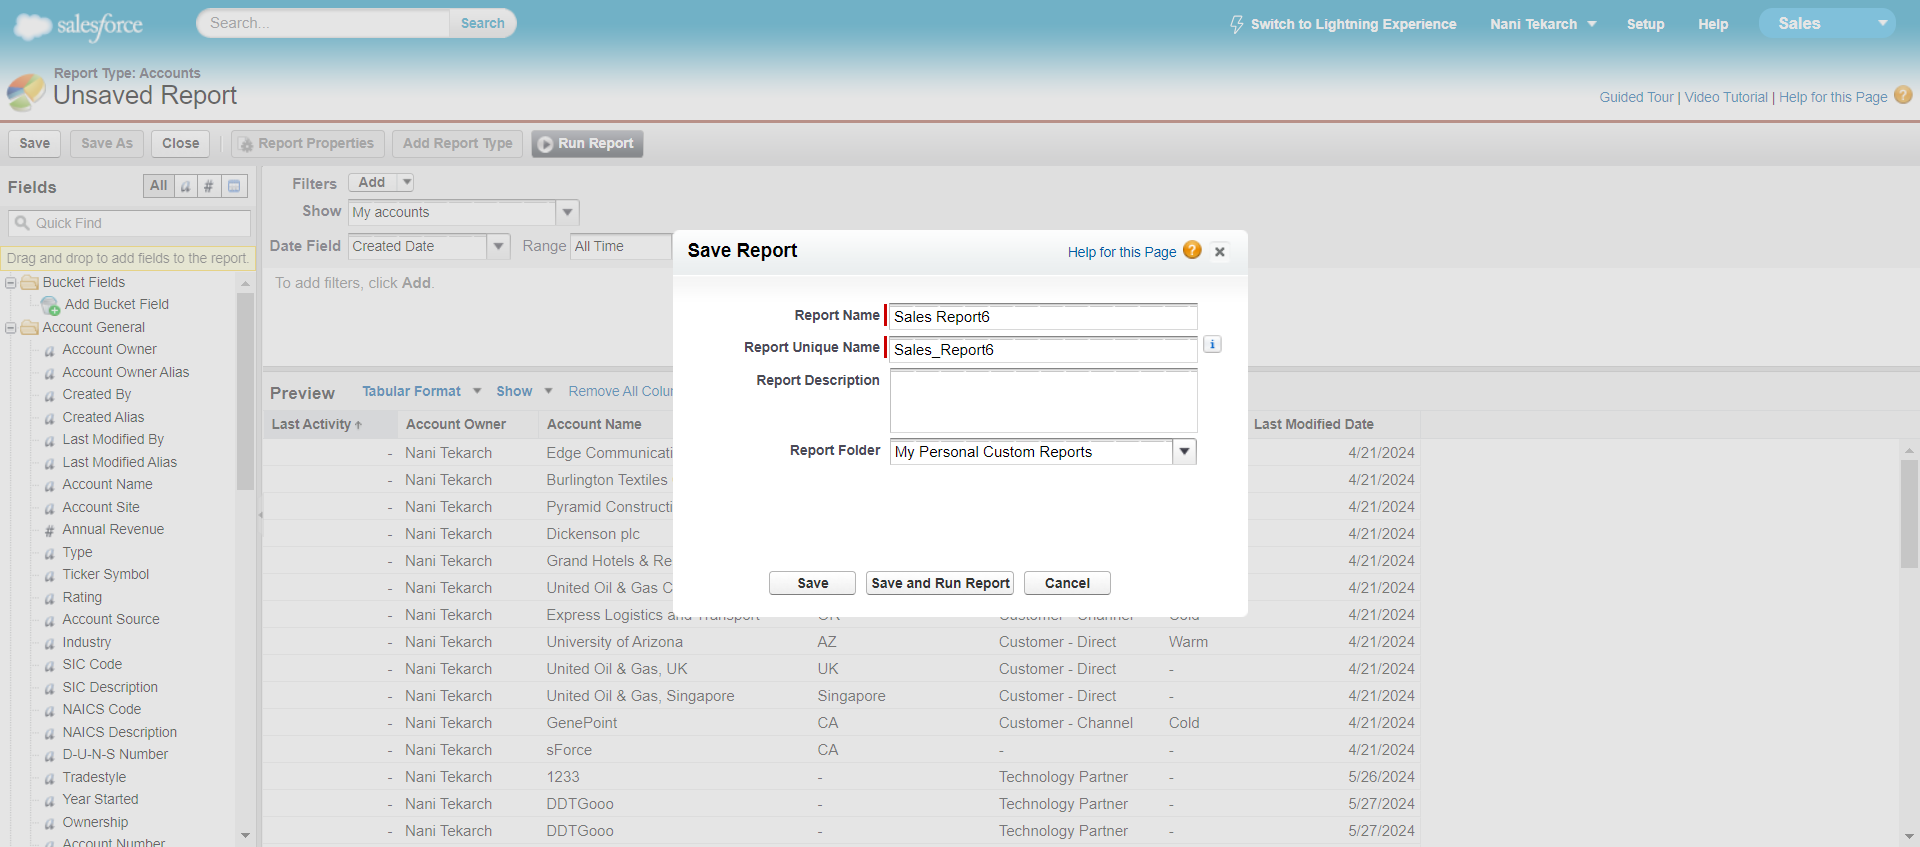 salesforce
Search...
Search
Switch to Lightning Experience
Nani Tekarch
Setup
Help
Sales
Report Type: Accounts
Unsaved Report
Guided Tour | Video Tutorial | Help for this Page
Save
Save As
Close
Report Properties
Add Report Type
Run Report
Fields
All
a
#
Quick Find
Drag and drop to add fields to the report.
Bucket Fields
Add Bucket Field
Account General
Account Owner
Account Owner Alias
Created By
Created Alias
Last Modified By
Last Modified Alias
Account Name
Account Site
Annual Revenue
Type
Ticker Symbol
Rating
Account Source
Industry
SIC Code
SIC Description
NAICS Code
NAICS Description
D-U-N-S Number
Tradestyle
Year Started
Ownership
Account Number
Filters Add
Show My accounts
Date Field Created Date Range All Time
To add filters, click Add.
Save Report
Help for this Page
Report Name Sales Report6
Report Unique Name Sales_Report6
Report Description
Report Folder My Personal Custom Reports
Save
Save and Run Report
Cancel
Preview Tabular Format Show Remove All Colu
Last Activity Account Owner Account Name Last Modified Date
- Nani Tekarch Edge Communicati 4/21/2024
- Nani Tekarch Burlington Textiles 4/21/2024
- Nani Tekarch Pyramid Constructi 4/21/2024
- Nani Tekarch Dickenson plc 4/21/2024
- Nani Tekarch Grand Hotels & Re 4/21/2024
- Nani Tekarch United Oil & Gas C 4/21/2024
- Nani Tekarch Express Logistics and Transport Customer - Channel Cold 4/21/2024
- Nani Tekarch University of Arizona AZ Customer - Direct Warm 4/21/2024
- Nani Tekarch United Oil & Gas, UK UK Customer - Direct - 4/21/2024
- Nani Tekarch United Oil & Gas, Singapore Singapore Customer - Direct - 4/21/2024
- Nani Tekarch GenePoint CA Customer - Channel Cold 4/21/2024
- Nani Tekarch sForce CA - - 4/21/2024
- Nani Tekarch 1233 - Technology Partner - 5/26/2024
- Nani Tekarch DDTGooo - Technology Partner - 5/27/2024
- Nani Tekarch DDTGooo - Technology Partner - 5/27/2024